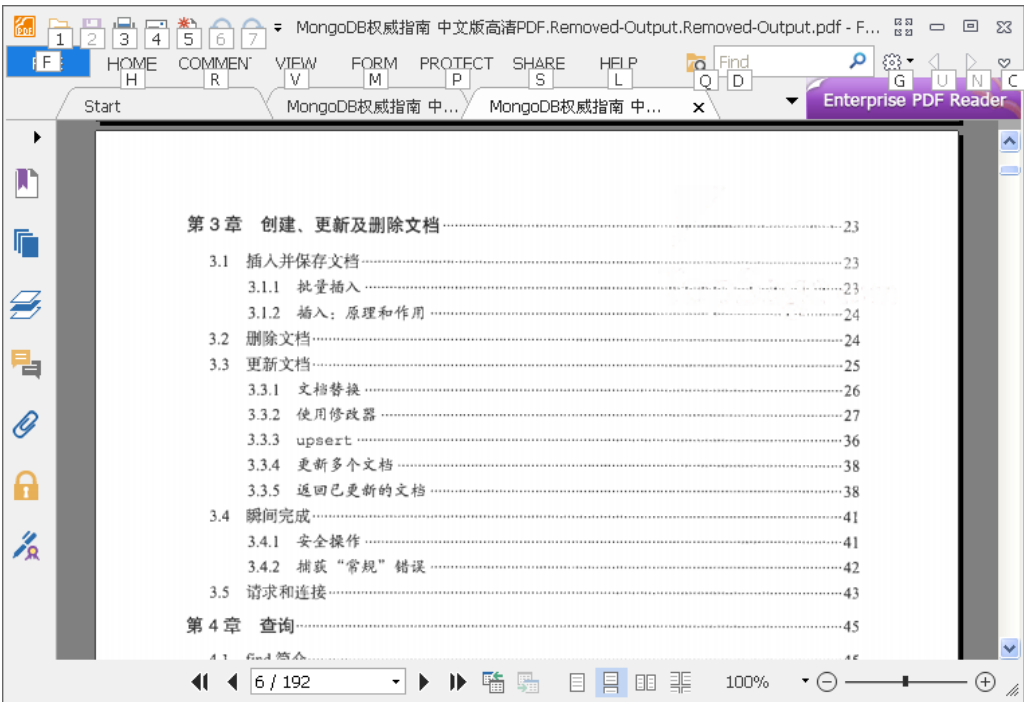 MongoDB权威指南 中文版高清PDF.Removed-Output.Removed-Output.pdf - F...
1 2 3 4 5 6 7
HOME COMMENT VIEW FORM PROTECT SHARE HELP Find
F H R V M P S L Q D G U N C
Start MongoDB权威指南 中... MongoDB权威指南 中... Enterprise PDF Reader
第 3 章 创建、更新及删除文档 23
3.1 插入并保存文档 23
3.1.1 批量插入 23
3.1.2 插入：原理和作用 24
3.2 删除文档 24
3.3 更新文档 25
3.3.1 文档替换 26
3.3.2 使用修改器 27
3.3.3 upsert 36
3.3.4 更新多个文档 38
3.3.5 返回已更新的文档 38
3.4 瞬间完成 41
3.4.1 安全操作 41
3.4.2 捕获“常规”错误 42
3.5 请求和连接 43
第 4 章 查询 45
4.1 find 简介 45
6 / 192 100%